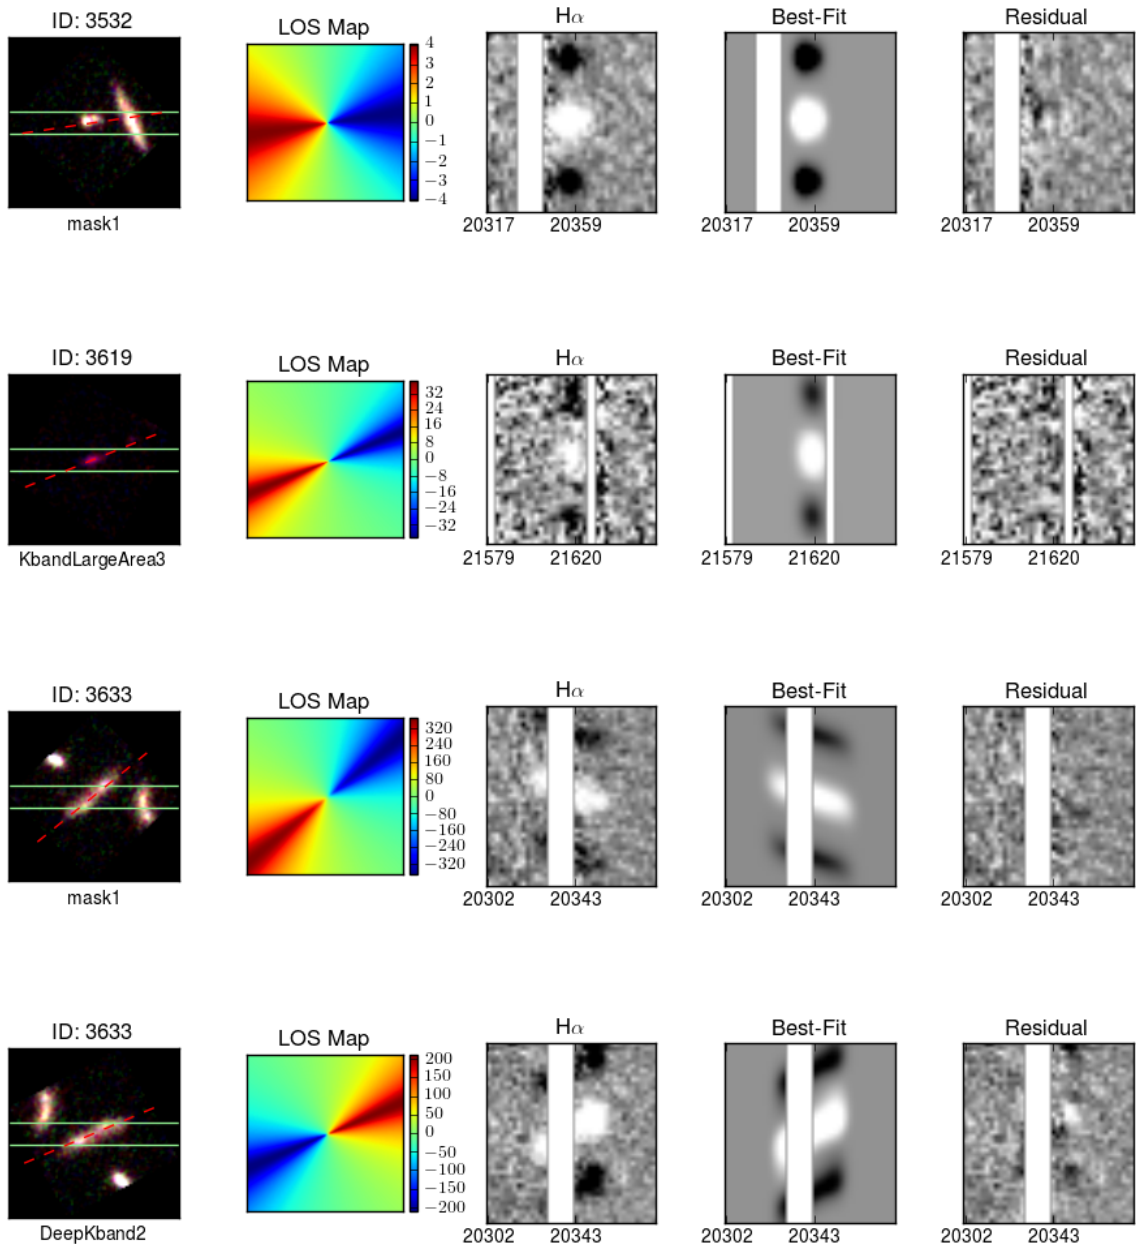 ID: 3532
LOS Map
Hα
Best-Fit
Residual
4
3
2
1
0
−1
−2
−3
−4
mask1
20317 20359
20317 20359
20317 20359
ID: 3619
LOS Map
Hα
Best-Fit
Residual
32
24
16
8
0
−8
−16
−24
−32
KbandLargeArea3
21579 21620
21579 21620
21579 21620
ID: 3633
LOS Map
Hα
Best-Fit
Residual
320
240
160
80
0
−80
−160
−240
−320
mask1
20302 20343
20302 20343
20302 20343
ID: 3633
LOS Map
Hα
Best-Fit
Residual
200
150
100
50
0
−50
−100
−150
−200
DeepKband2
20302 20343
20302 20343
20302 20343